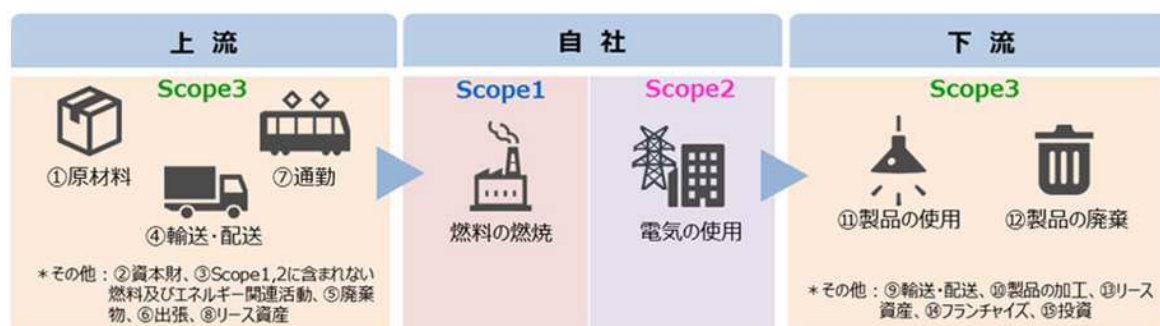 上 流
自 社
下 流
Scope3
①原材料
⑦通勤
④輸送・配送
*その他：②資本財、③Scope1,2に含まれない
燃料及びエネルギー関連活動、⑤廃棄
物、⑥出張、⑧リース資産
Scope1
燃料の燃焼
Scope2
電気の使用
Scope3
⑪製品の使用
⑫製品の廃棄
*その他：⑨輸送・配送、⑩製品の加工、⑬リース
資産、⑭フランチャイズ、⑮投資